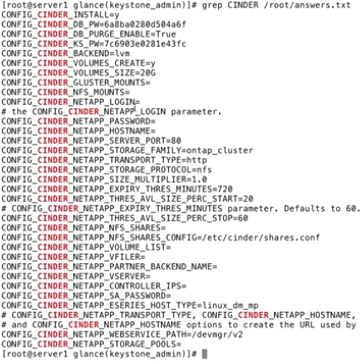 [root@server1 glance(keystone_admin)]# grep CINDER /root/answers.txt
CONFIG_CINDER_INSTALL=y
CONFIG_CINDER_DB_PW=6a8ba0280d504a6f
CONFIG_CINDER_DB_PURGE_ENABLE=True
CONFIG_CINDER_KS_PW=7c6903e0281e43fc
CONFIG_CINDER_BACKEND=lvm
CONFIG_CINDER_VOLUMES_CREATE=y
CONFIG_CINDER_VOLUMES_SIZE=20G
CONFIG_CINDER_GLUSTER_MOUNTS=
CONFIG_CINDER_NFS_MOUNTS=
CONFIG_CINDER_NETAPP_LOGIN=
# the CONFIG_CINDER_NETAPP_LOGIN parameter.
CONFIG_CINDER_NETAPP_PASSWORD=
CONFIG_CINDER_NETAPP_HOSTNAME=
CONFIG_CINDER_NETAPP_SERVER_PORT=80
CONFIG_CINDER_NETAPP_STORAGE_FAMILY=ontap_cluster
CONFIG_CINDER_NETAPP_TRANSPORT_TYPE=http
CONFIG_CINDER_NETAPP_STORAGE_PROTOCOL=nfs
CONFIG_CINDER_NETAPP_SIZE_MULTIPLIER=1.0
CONFIG_CINDER_NETAPP_EXPIRY_THRES_MINUTES=720
CONFIG_CINDER_NETAPP_THRES_AVL_SIZE_PERC_START=20
# CONFIG_CINDER_NETAPP_EXPIRY_THRES_MINUTES parameter. Defaults to 60.
CONFIG_CINDER_NETAPP_THRES_AVL_SIZE_PERC_STOP=60
CONFIG_CINDER_NETAPP_NFS_SHARES=
CONFIG_CINDER_NETAPP_NFS_SHARES_CONFIG=/etc/cinder/shares.conf
CONFIG_CINDER_NETAPP_VOLUME_LIST=
CONFIG_CINDER_NETAPP_VFILER=
CONFIG_CINDER_NETAPP_PARTNER_BACKEND_NAME=
CONFIG_CINDER_NETAPP_VSERVER=
CONFIG_CINDER_NETAPP_CONTROLLER_IPS=
CONFIG_CINDER_NETAPP_SA_PASSWORD=
CONFIG_CINDER_NETAPP_ESERIES_HOST_TYPE=linux_dm_mp
# CONFIG_CINDER_NETAPP_TRANSPORT_TYPE, CONFIG_CINDER_NETAPP_HOSTNAME,
# and CONFIG_CINDER_NETAPP_HOSTNAME options to create the URL used by
CONFIG_CINDER_NETAPP_WEBSERVICE_PATH=/devmgr/v2
CONFIG_CINDER_NETAPP_STORAGE_POOLS=
[root@server1 glance(keystone_admin)]#